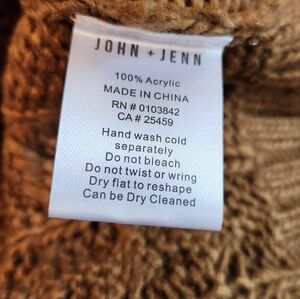 JOHN + JENN
100% Acrylic
MADE IN CHINA
RN # 0103842
CA # 25459
Hand wash cold
separately
Do not bleach
Do not twist or wring
Dry flat to reshape
Can be Dry Cleaned